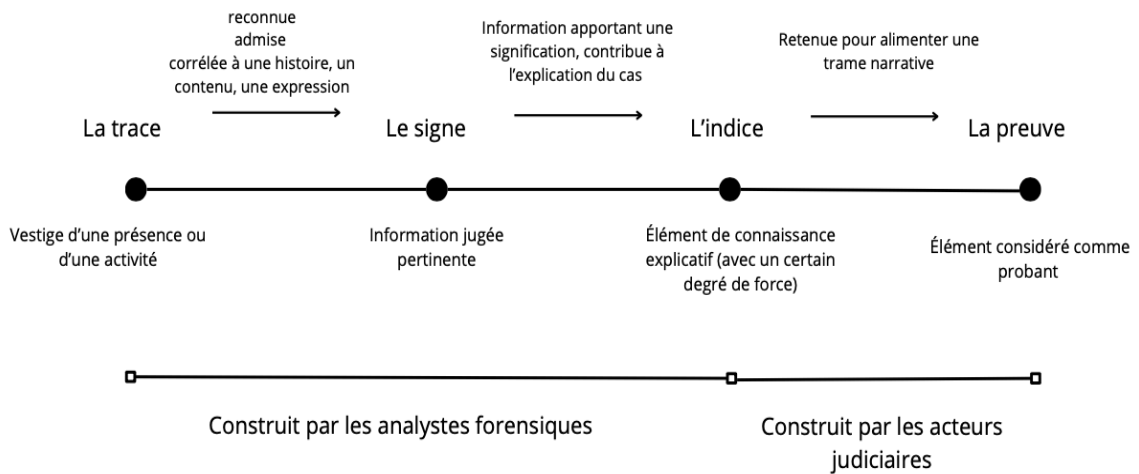 reconnue
admise
corrélée à une histoire, un
contenu, une expression
Information apportant une
signification, contribue à
l'explication du cas
Retenue pour alimenter une
trame narrative
La trace
Le signe
L'indice
La preuve
Vestige d'une présence ou
d'une activité
Information jugée
pertinente
Élément de connaissance
explicatif (avec un certain
degré de force)
Élément considéré comme
probant
Construit par les analystes forensiques
Construit par les acteurs
judiciaires